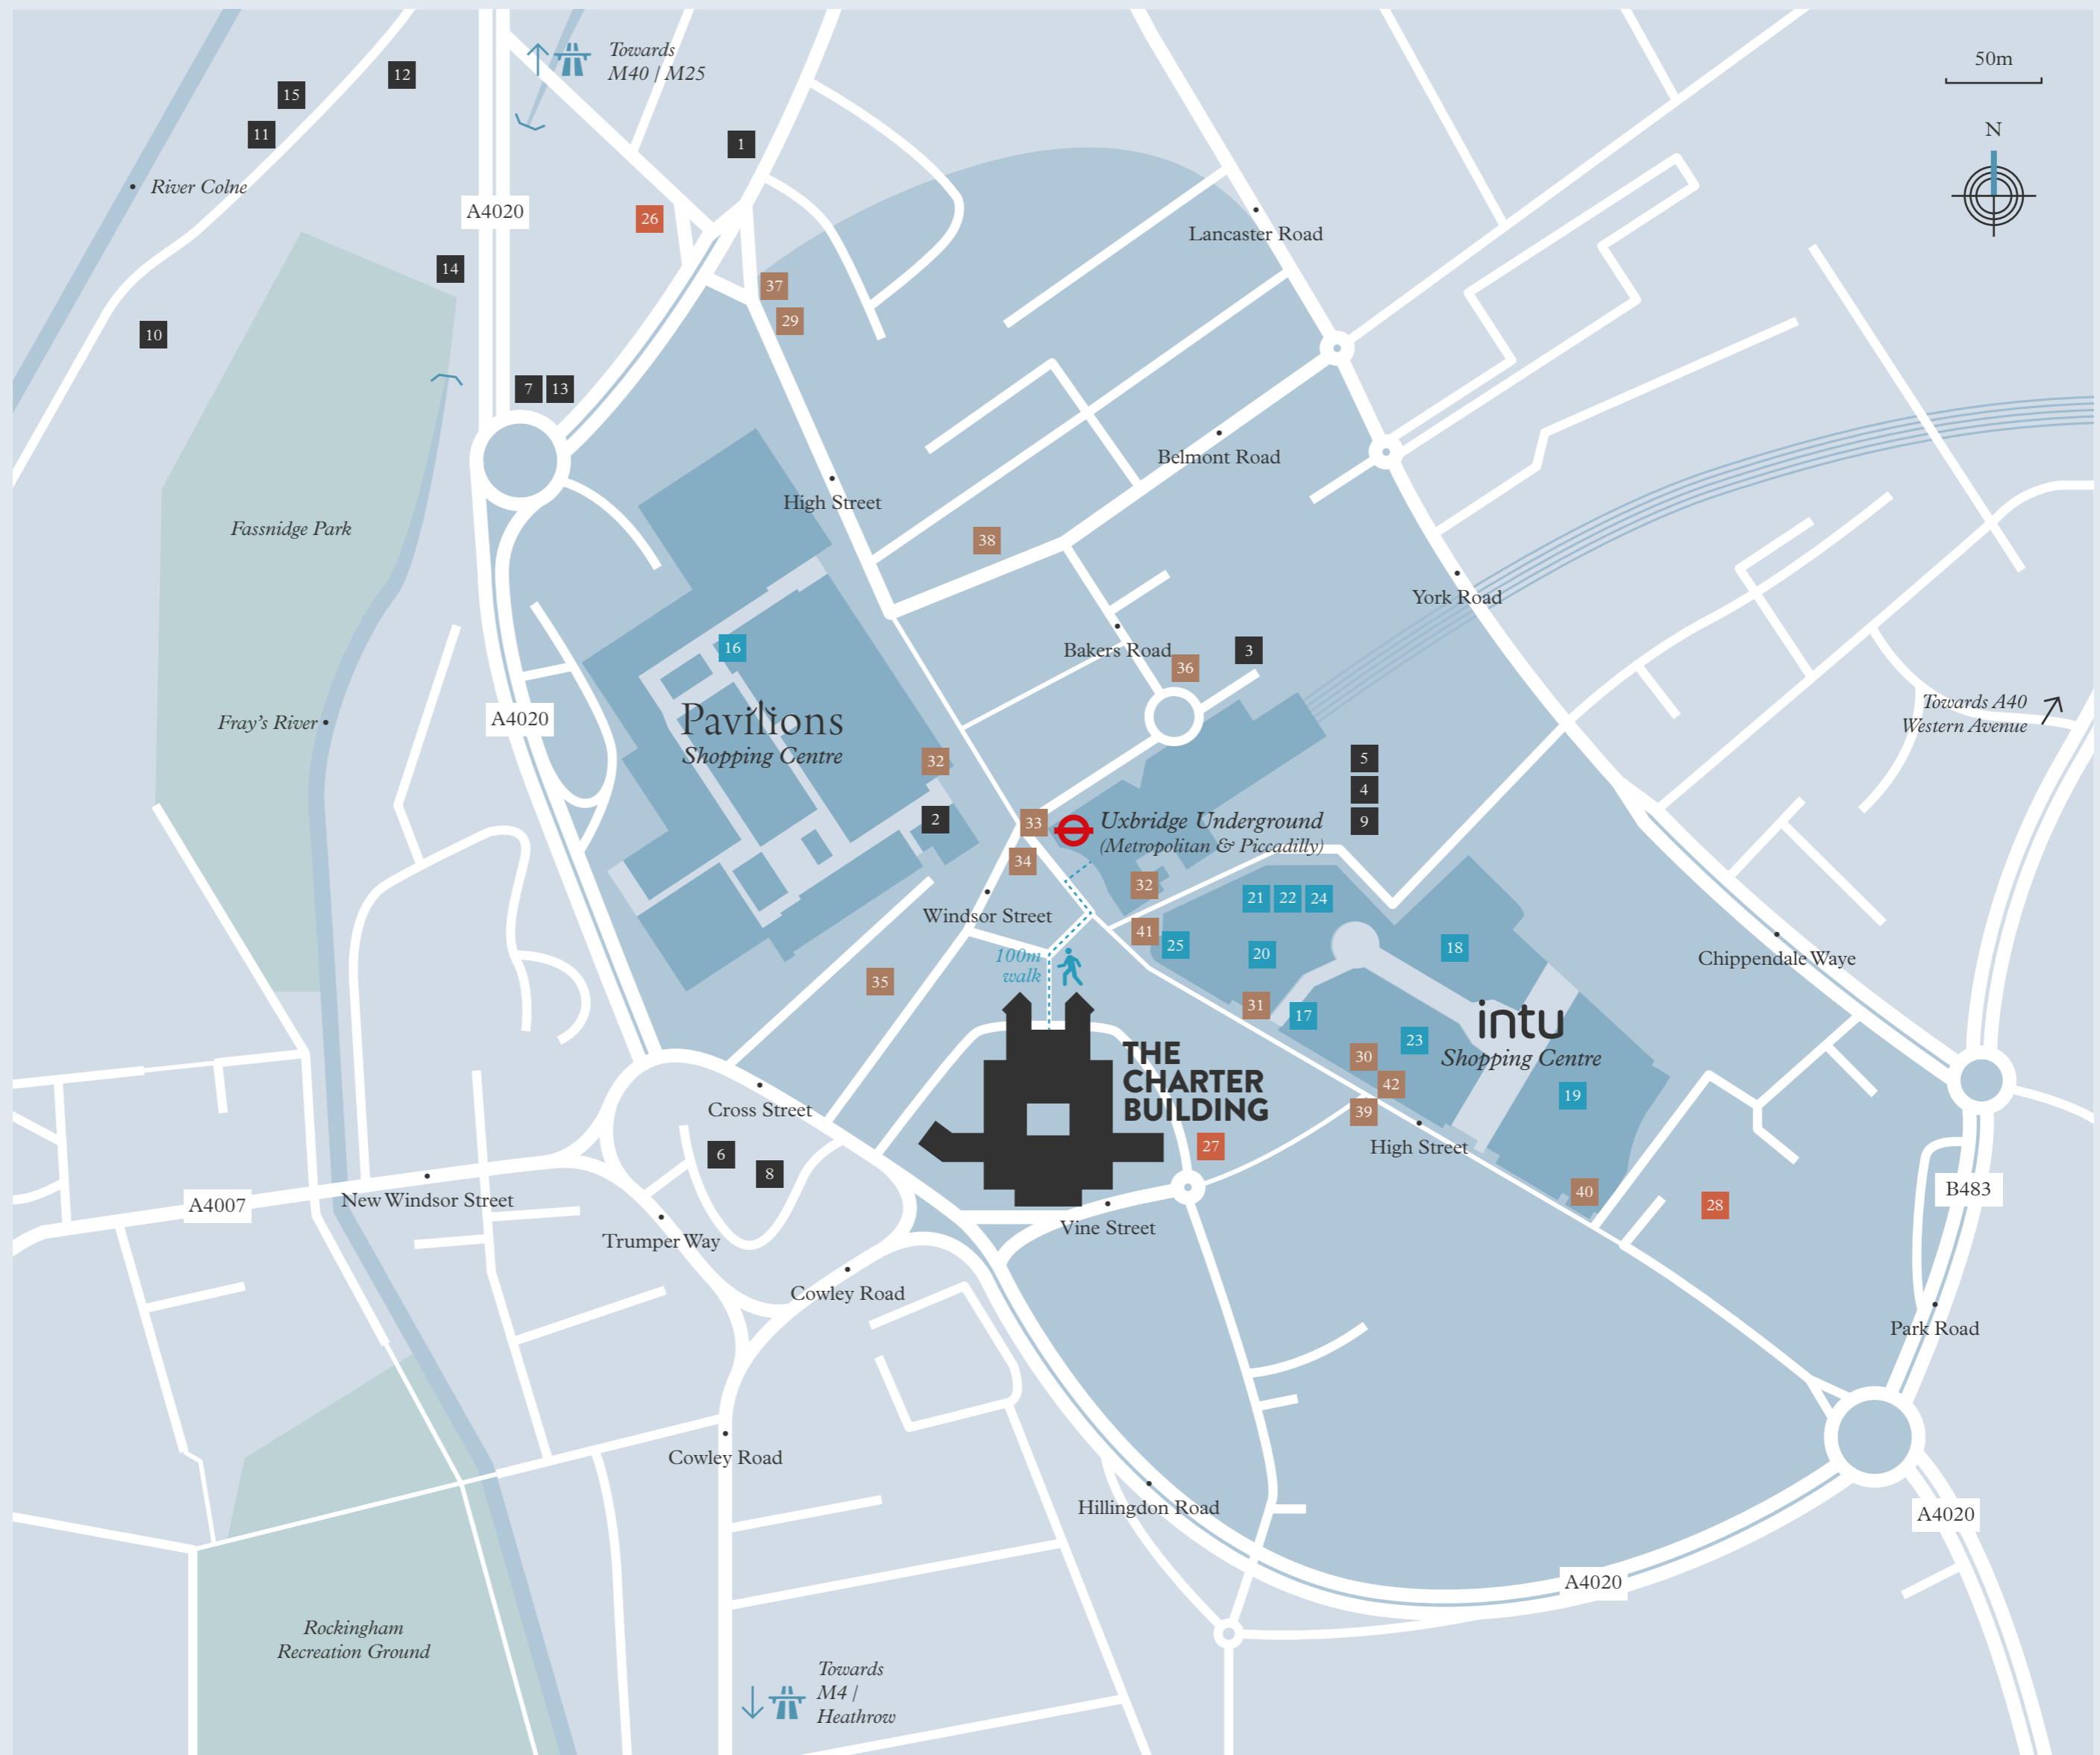 Towards
M40 / M25
50m
N
12
15
11
1
River Colne
A4020
26
Lancaster Road
14
37
29
10
7
13
Belmont Road
High Street
Fassnidge Park
38
York Road
16
Bakers Road
3
36
Towards A40
Western Avenue
Fray's River
A4020
Pavilions
Shopping Centre
32
5
4
9
2
33
Uxbridge Underground
(Metropolitan & Piccadilly)
34
32
21
22
24
Windsor Street
41
25
20
18
Chippendale Waye
100m
walk
35
31
17
intu
Shopping Centre
23
30
42
39
19
THE
CHARTER
BUILDING
Cross Street
27
High Street
6
8
40
28
B483
A4007
New Windsor Street
Vine Street
Trumper Way
Cowley Road
Park Road
Cowley Road
Hillingdon Road
A4020
A4020
Rockingham
Recreation Ground
Towards
M4 /
Heathrow